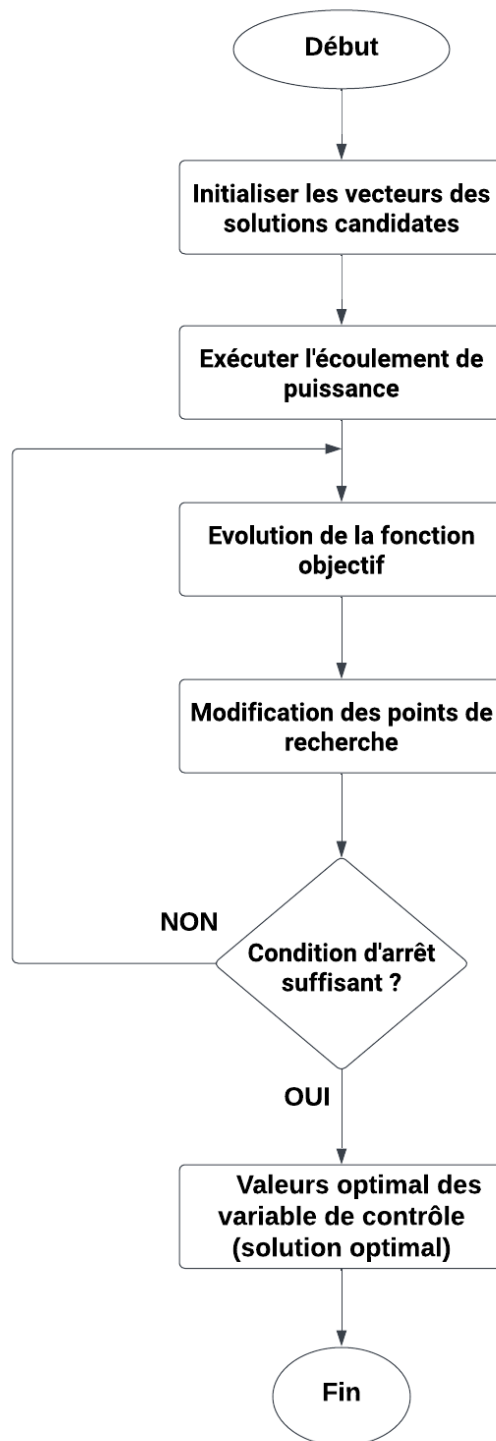 Début
Initialiser les vecteurs des
solutions candidates
Exécuter l'écoulement de
puissance
Evolution de la fonction
objectif
Modification des points de
recherche
NON
Condition d'arrêt
suffisant ?
OUI
Valeurs optimal des
variable de contrôle
(solution optimal)
Fin